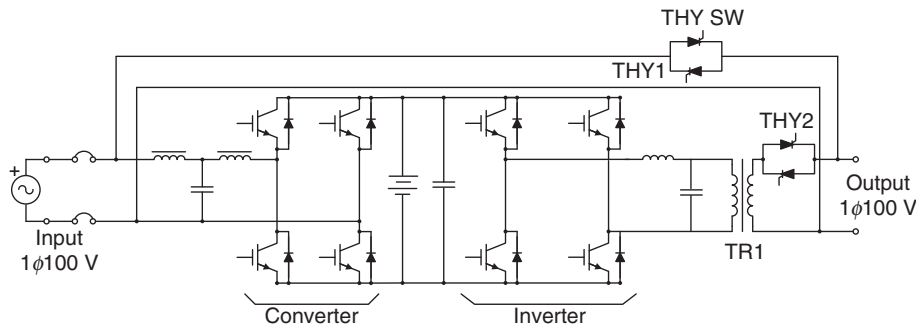 THY SW
THY1
THY2
+
Input
1ϕ100 V
Output
1ϕ100 V
TR1
Converter
Inverter